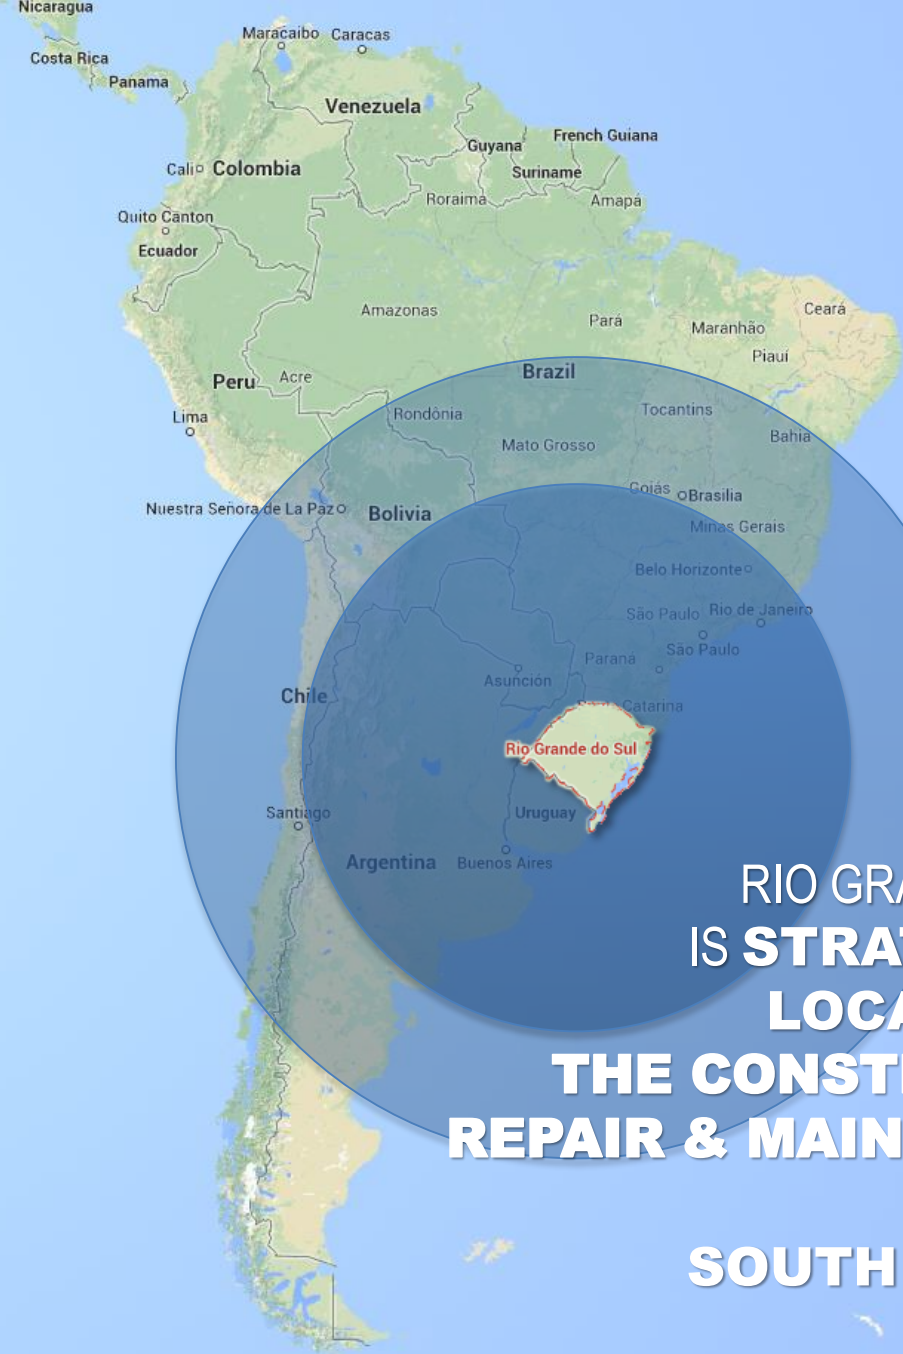 Nicaragua
Costa Rica
Panama
Maracaibo
Caracas
Venezuela
Guyana
French Guiana
Suriname
Cali
Colombia
Roraima
Amapá
Quito Canton
Ecuador
Amazonas
Pará
Maranhão
Ceará
Piauí
Peru
Acre
Brazil
Lima
Rondônia
Tocantins
Mato Grosso
Bahia
Goiás
Brasilia
Nuestra Señora de La Paz
Bolivia
Minas Gerais
Belo Horizonte
São Paulo
Rio de Janeiro
São Paulo
Paraná
Asunción
Chile
Catarina
Rio Grande do Sul
Santiago
Uruguay
Argentina
Buenos Aires
RIO GRA
IS STRAT
LOCA
THE CONST
REPAIR & MAIN
SOUTH